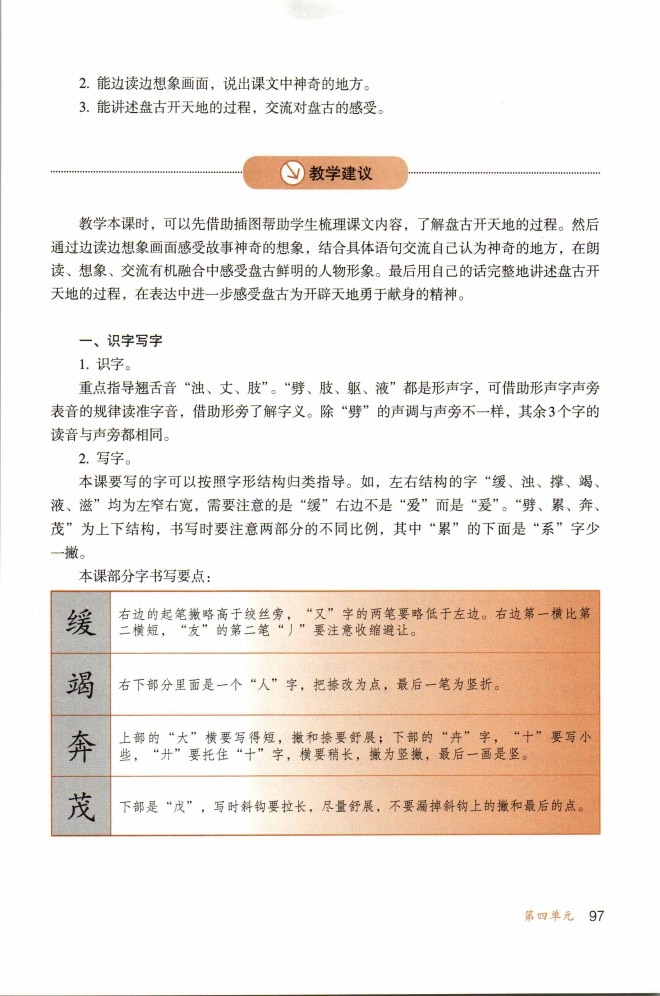 2. 能边读边想象画面，说出课文中神奇的地方。
3. 能讲述盘古开天地的过程，交流对盘古的感受。
教学建议
教学本课时，可以先借助插图帮助学生梳理课文内容，了解盘古开天地的过程。然后
通过边读边想象画面感受故事神奇的想象，结合具体语句交流自己认为神奇的地方，在朗
读、想象、交流有机融合中感受盘古鲜明的人物形象。最后用自己的话完整地讲述盘古开
天地的过程，在表达中进一步感受盘古为开辟天地勇于献身的精神。
一、识字写字
1. 识字。
重点指导翘舌音“浊、丈、肢”。“劈、肢、躯、液”都是形声字，可借助形声字声旁
表音的规律读准字音，借助形旁了解字义。除“劈”的声调与声旁不一样，其余3个字的
读音与声旁都相同。
2. 写字。
本课要写的字可以按照字形结构归类指导。如，左右结构的字“缓、浊、撑、竭、
液、滋”均为左窄右宽，需要注意的是“缓”右边不是“爱”而是“爰”。“劈、累、奔、
茂”为上下结构，书写时要注意两部分的不同比例，其中“累”的下面是“系”字少
一撇。
本课部分字书写要点：
缓
右边的起笔撇略高于绞丝旁，“又”字的两笔要略低于左边。右边第一横比第
二横短，“友”的第二笔“丿”要注意收缩避让。
竭
右下部分里面是一个“人”字，把捺改为点，最后一笔为竖折。
奔
上部的“大”横要写得短，撇和捺要舒展；下部的“卉”字，“十”要写小
些，“廾”要托住“十”字，横要稍长，撇为竖撇，最后一画是竖。
茂
下部是“戊”，写时斜钩要拉长，尽量舒展，不要漏掉斜钩上的撇和最后的点。
第四单元 97